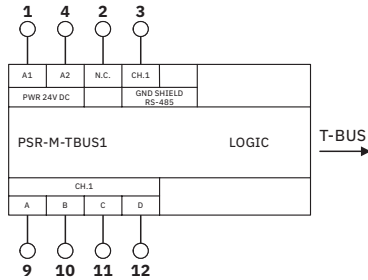 1 4 2 3
A1 A2 N.C. CH.1
PWR 24V DC GND SHIELD
RS-485
PSR-M-TBUS1 LOGIC T-BUS
CH.1
A B C D
9 10 11 12